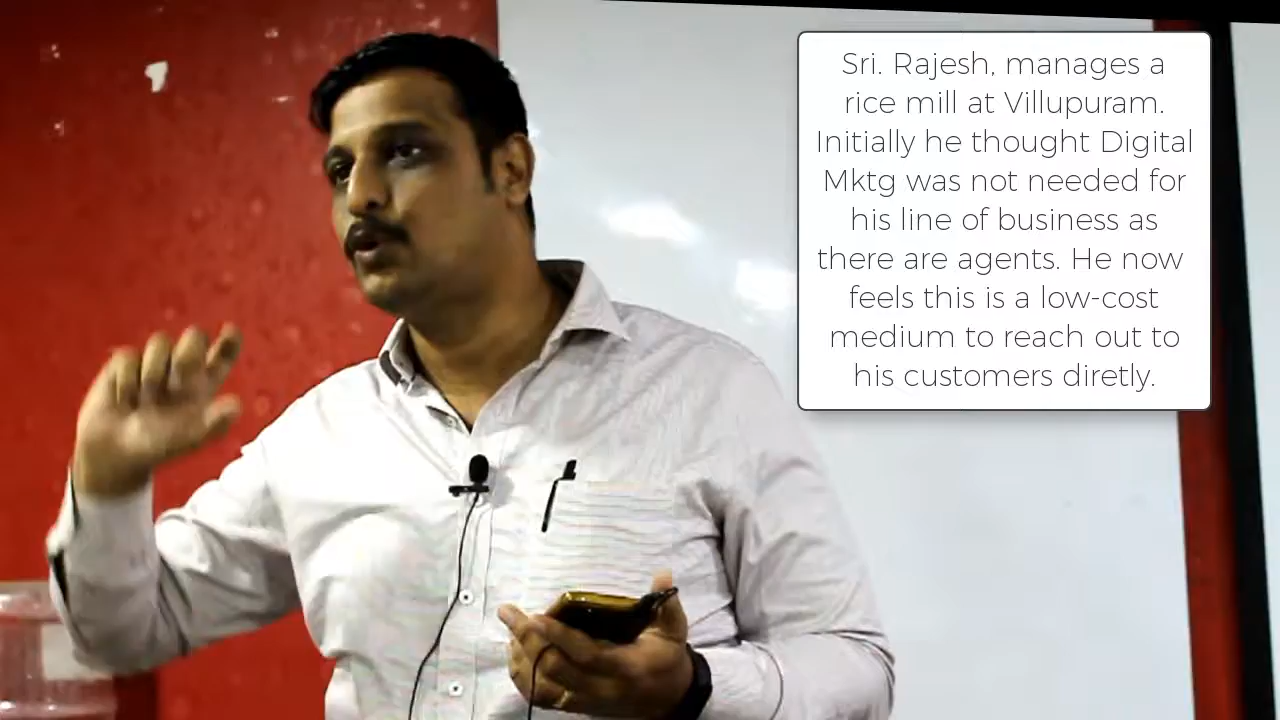 Sri. Rajesh, manages a
rice mill at Villupuram.
Initially he thought Digital
Mktg was not needed for
his line of business as
there are agents. He now
feels this is a low-cost
medium to reach out to
his customers diretly.